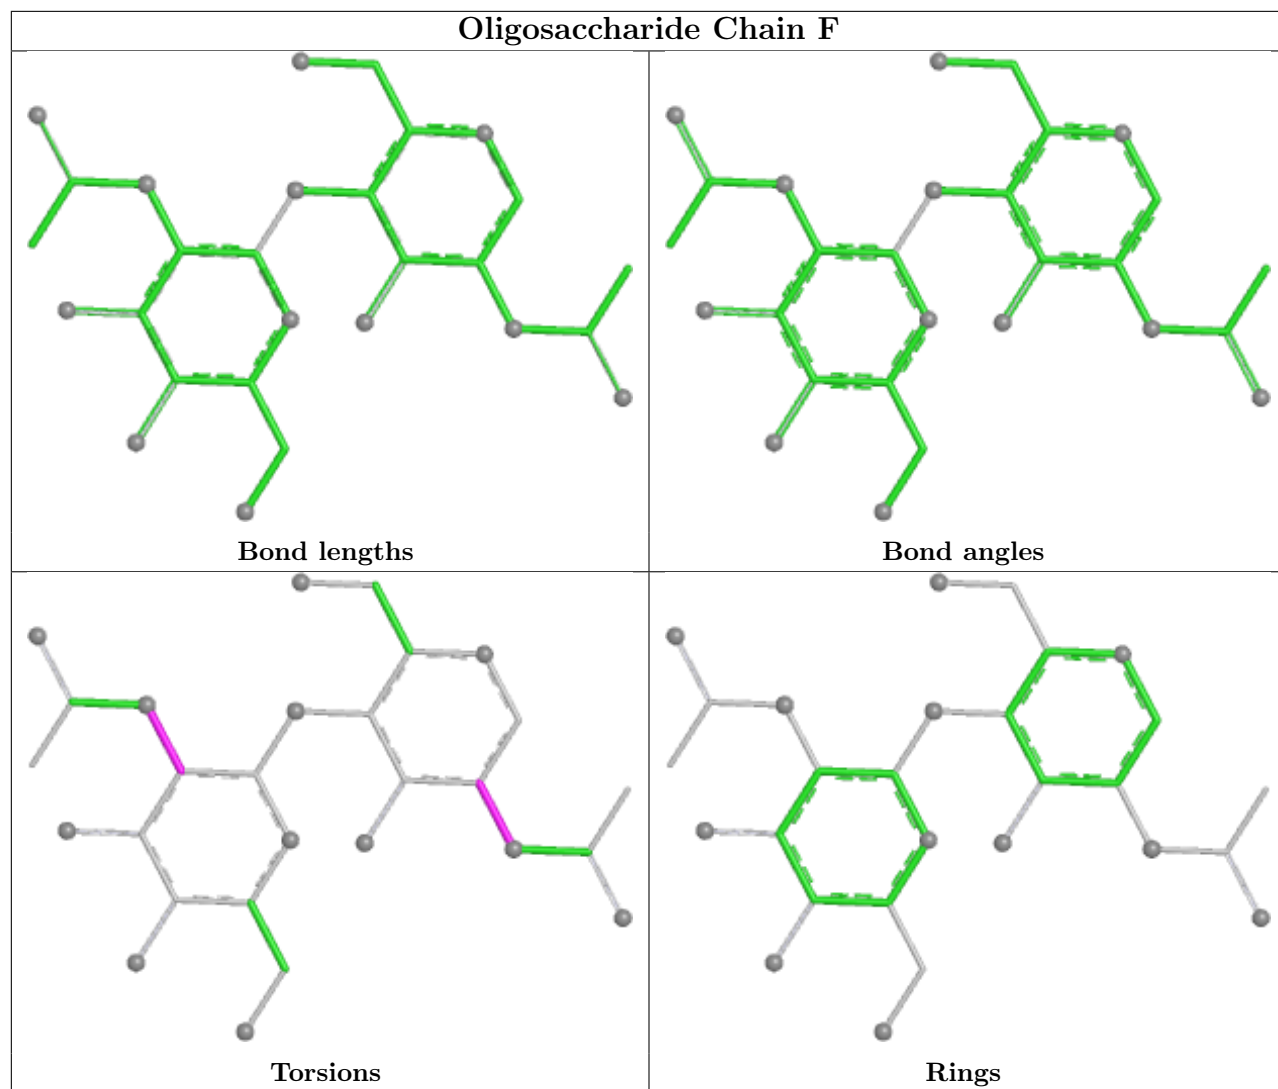 Oligosaccharide Chain F
Bond lengths
Bond angles
Torsions
Rings